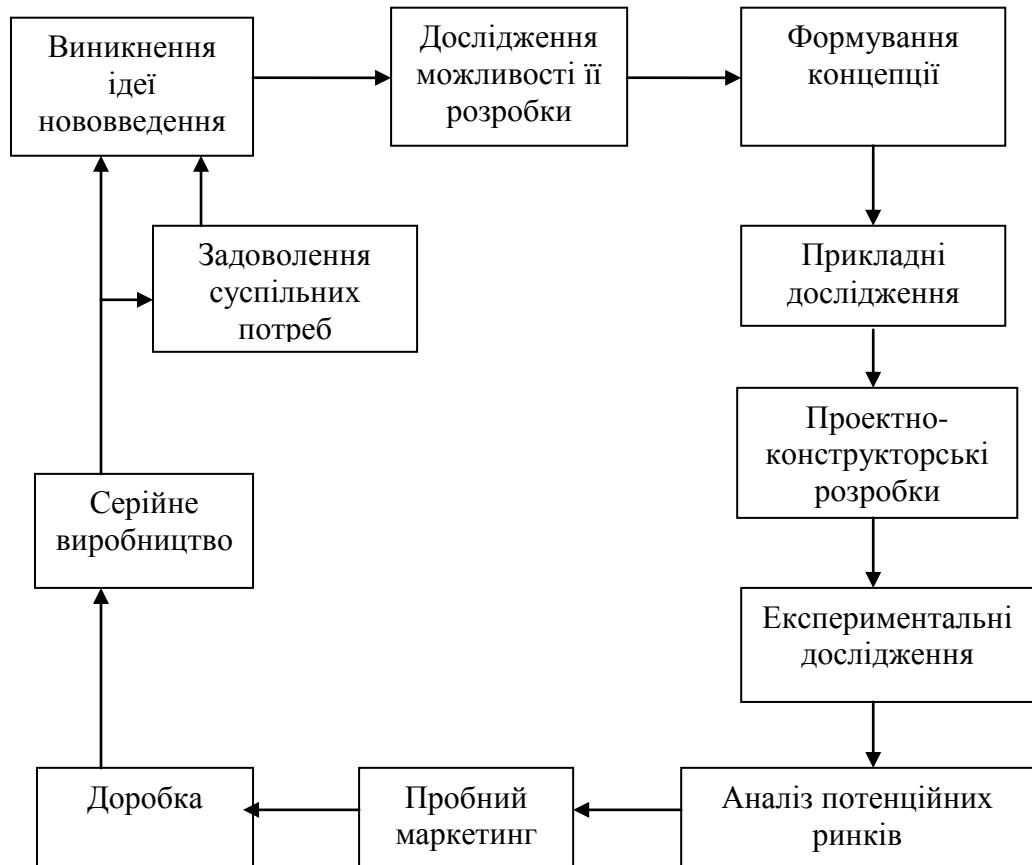 Виникнення
ідеї
нововведення
Дослідження
можливості її
розробки
Формування
концепції
Задоволення
суспільних
потреб
Прикладні
дослідження
Проектно-
конструкторські
розробки
Серійне
виробництво
Експериментальні
дослідження
Доробка
Пробний
маркетинг
Аналіз потенційних
ринків